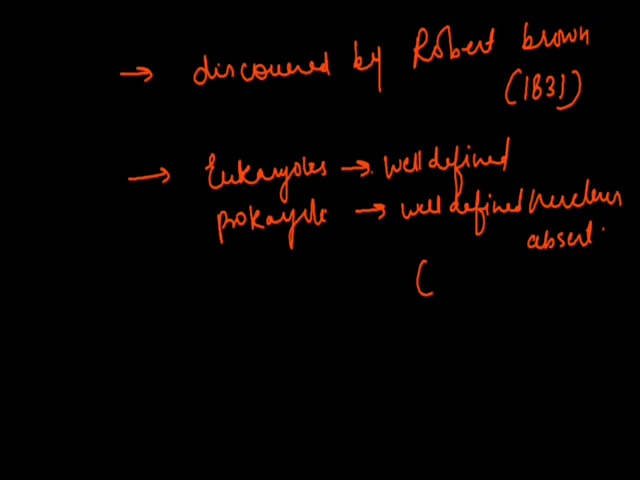 → discovered by Robert brown
(1831)
→ Eukaryotes → well defined
prokaryote → well defined nucleus
absent
(